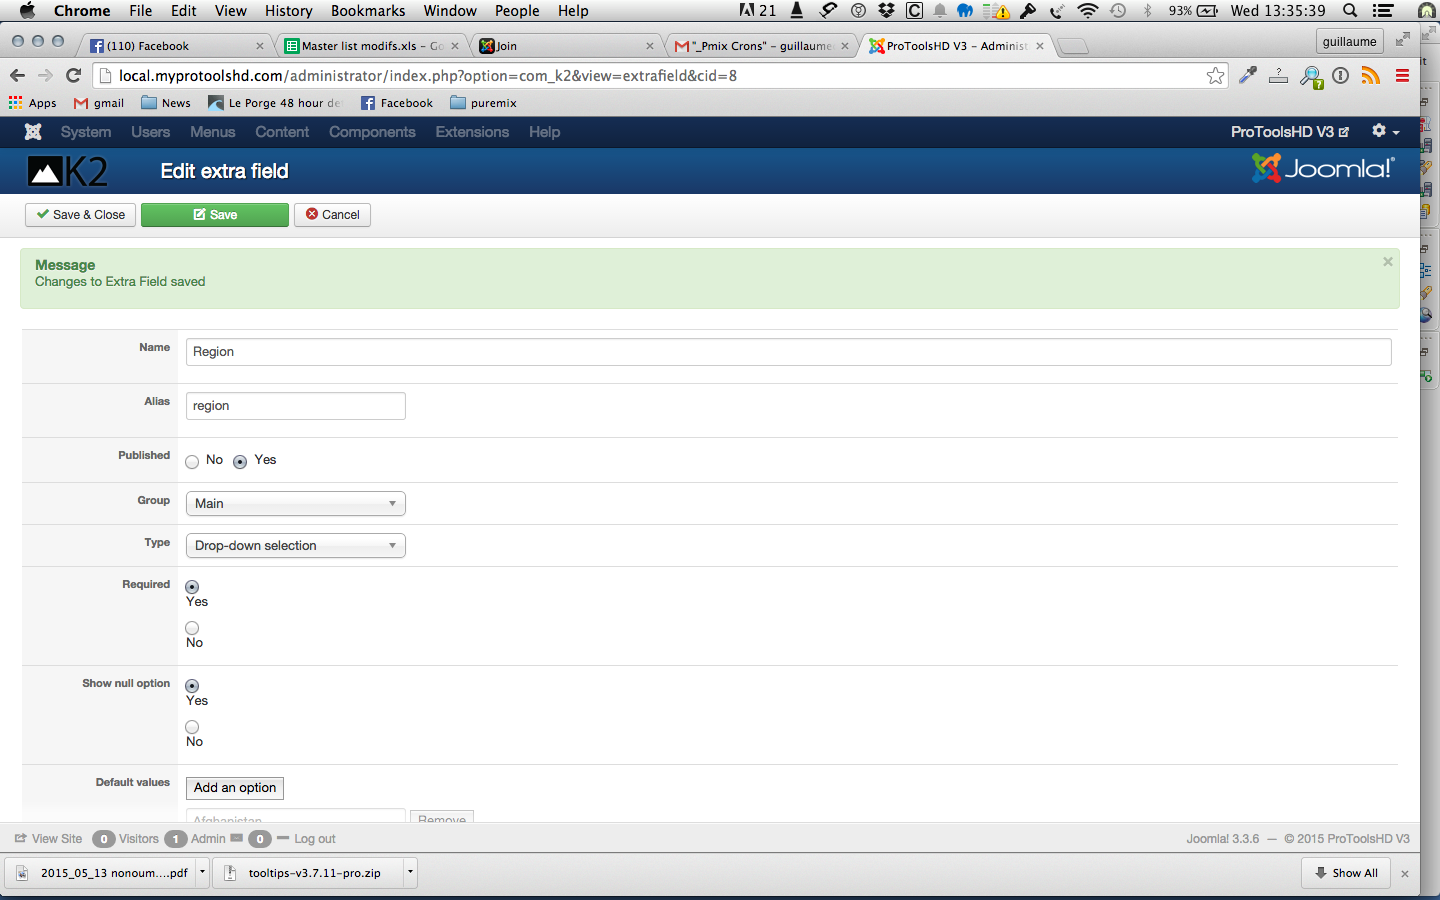 Chrome File Edit View History Bookmarks Window People Help 21 93% Wed 13:35:39
(110) Facebook Master list modifs.xls – Go Join "_Pmix Crons" – guillaume ProToolsHD V3 – Adminis guillaume
local.myprotoolshd.com/administrator/index.php?option=com_k2&view=extrafield&cid=8
Apps gmail News Le Porge 48 hour de Facebook puremix
System Users Menus Content Components Extensions Help ProToolsHD V3
K2 Edit extra field Joomla!
Save & Close Save Cancel
Message
Changes to Extra Field saved
Name Region
Alias region
Published No Yes
Group Main
Type Drop-down selection
Required
Yes
No
Show null option
Yes
No
Default values Add an option
Afghanistan Remove
View Site 0 Visitors 1 Admin 0 Log out Joomla! 3.3.6 — © 2015 ProToolsHD V3
2015_05_13 nonoum....pdf tooltips-v3.7.11-pro.zip Show All